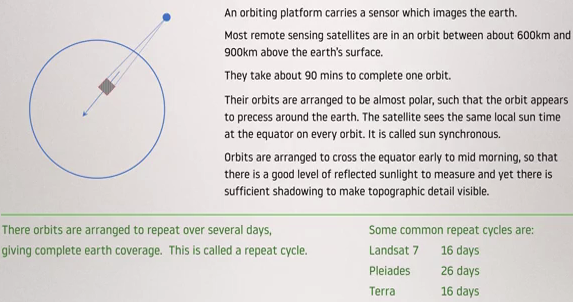 An orbiting platform carries a sensor which images the earth.
Most remote sensing satellites are in an orbit between about 600km and
900km above the earth's surface.
They take about 90 mins to complete one orbit.
Their orbits are arranged to be almost polar, such that the orbit appears
to precess around the earth. The satellite sees the same local sun time
at the equator on every orbit. It is called sun synchronous.
Orbits are arranged to cross the equator early to mid morning, so that
there is a good level of reflected sunlight to measure and yet there is
sufficient shadowing to make topographic detail visible.
There orbits are arranged to repeat over several days,
giving complete earth coverage. This is called a repeat cycle.
Some common repeat cycles are:
Landsat 7 16 days
Pleiades 26 days
Terra 16 days